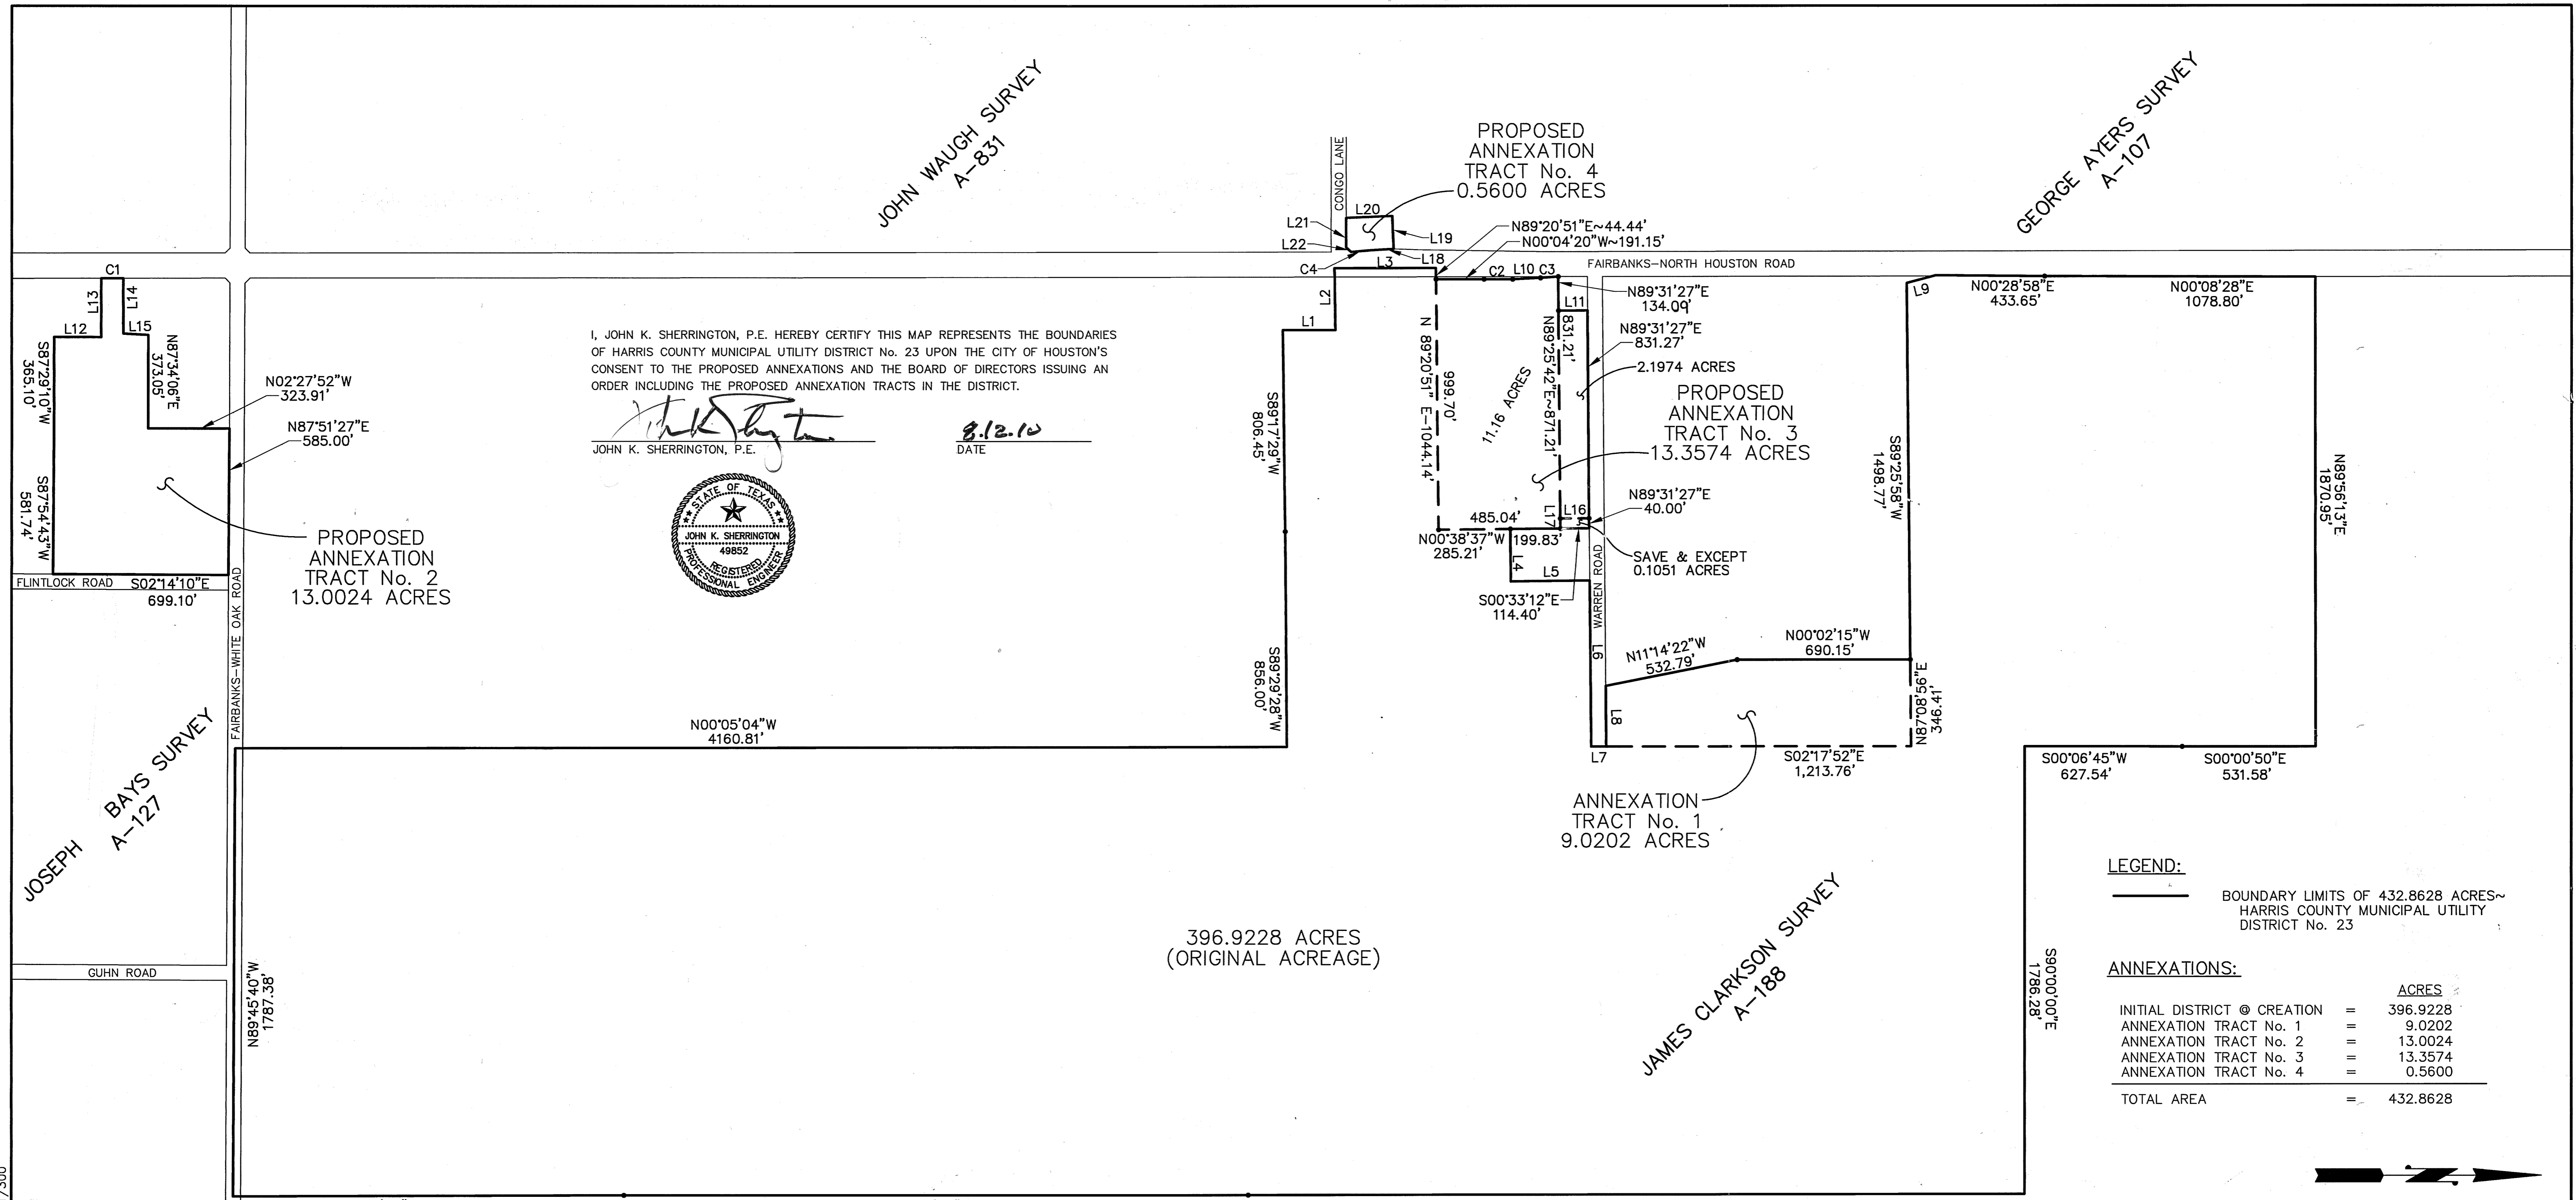 JOHN WAUGH SURVEY
A-831
GEORGE AYERS SURVEY
A-107
CONGO LANE
PROPOSED
ANNEXATION
TRACT No. 4
0.5600 ACRES
L20
L21
L19
L22
L18
C4
L3
N89°20'51"E~44.44'
N00°04'20"W~191.15'
FAIRBANKS-NORTH HOUSTON ROAD
C1
L13
L14
L12
L15
S87°29'10"W
365.10'
N87°34'06"E
373.05'
N02°27'52"W
323.91'
N87°51'27"E
585.00'
S87°54'43"W
581.74'
PROPOSED
ANNEXATION
TRACT No. 2
13.0024 ACRES
FLINTLOCK ROAD
S02°14'10"E
699.10'
FAIRBANKS-WHITE OAK ROAD
I, JOHN K. SHERRINGTON, P.E. HEREBY CERTIFY THIS MAP REPRESENTS THE BOUNDARIES
OF HARRIS COUNTY MUNICIPAL UTILITY DISTRICT No. 23 UPON THE CITY OF HOUSTON'S
CONSENT TO THE PROPOSED ANNEXATIONS AND THE BOARD OF DIRECTORS ISSUING AN
ORDER INCLUDING THE PROPOSED ANNEXATION TRACTS IN THE DISTRICT.
8.12.10
JOHN K. SHERRINGTON, P.E.
DATE
STATE OF TEXAS
JOHN K. SHERRINGTON
49852
REGISTERED
PROFESSIONAL ENGINEER
L2
L1
C2
L10
C3
N89°31'27"E
134.09'
L11
N89°31'27"E
831.27'
2.1974 ACRES
831.21'
N89°25'42"E~871.21'
N 89°20'51" E-1044.14'
999.70'
11.16 ACRES
PROPOSED
ANNEXATION
TRACT No. 3
13.3574 ACRES
N89°31'27"E
40.00'
L16
L17
485.04'
N00°38'37"W
285.21'
199.83'
L4
L5
SAVE & EXCEPT
0.1051 ACRES
S00°33'12"E
114.40'
WARREN ROAD
L6
S89°17'29"W
806.45'
S89°29'28"W
856.00'
L9
N00°28'58"E
433.65'
N00°08'28"E
1078.80'
S89°25'58"W
1498.77'
N89°56'13"E
1870.95'
N11°14'22"W
532.79'
N00°02'15"W
690.15'
L8
L7
N87°08'56"E
346.41'
S02°17'52"E
1,213.76'
N00°05'04"W
4160.81'
S00°06'45"W
627.54'
S00°00'50"E
531.58'
ANNEXATION
TRACT No. 1
9.0202 ACRES
JOSEPH BAYS SURVEY
A-127
GUHN ROAD
N89°45'40"W
1787.38'
396.9228 ACRES
(ORIGINAL ACREAGE)
JAMES CLARKSON SURVEY
A-188
S90°00'00"E
1786.28'
LEGEND:
BOUNDARY LIMITS OF 432.8628 ACRES~
HARRIS COUNTY MUNICIPAL UTILITY
DISTRICT No. 23
ANNEXATIONS:
ACRES
INITIAL DISTRICT @ CREATION = 396.9228
ANNEXATION TRACT No. 1 = 9.0202
ANNEXATION TRACT No. 2 = 13.0024
ANNEXATION TRACT No. 3 = 13.3574
ANNEXATION TRACT No. 4 = 0.5600
TOTAL AREA = 432.8628